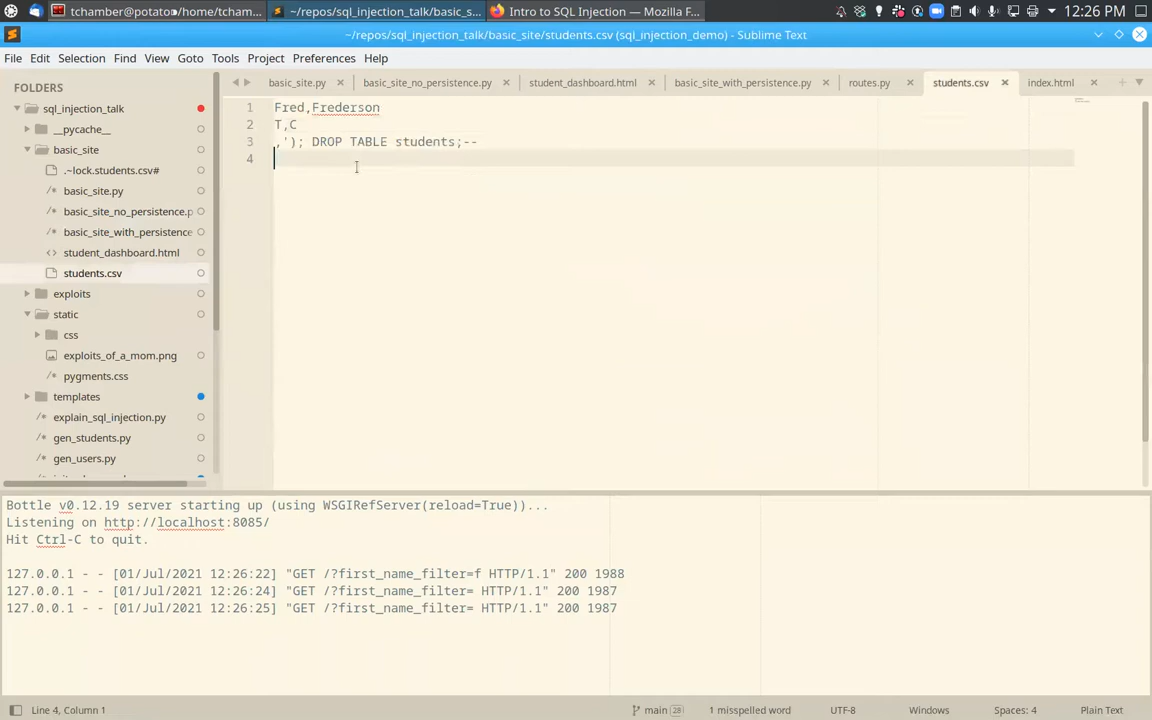 tchamber@potato:/home/tcham...
~/repos/sql_injection_talk/basic_s...
Intro to SQL Injection — Mozilla F...
12:26 PM
~/repos/sql_injection_talk/basic_site/students.csv (sql_injection_demo) - Sublime Text
File Edit Selection Find View Goto Tools Project Preferences Help
FOLDERS
sql_injection_talk
__pycache__
basic_site
.~lock.students.csv#
basic_site.py
basic_site_no_persistence.p
basic_site_with_persistence
student_dashboard.html
students.csv
exploits
static
css
exploits_of_a_mom.png
pygments.css
templates
explain_sql_injection.py
gen_students.py
gen_users.py
basic_site.py basic_site_no_persistence.py student_dashboard.html basic_site_with_persistence.py routes.py students.csv index.html
1 Fred,Frederson
2 T,C
3 ,'); DROP TABLE students;--
4
Bottle v0.12.19 server starting up (using WSGIRefServer(reload=True))...
Listening on http://localhost:8085/
Hit Ctrl-C to quit.
127.0.0.1 - - [01/Jul/2021 12:26:22] "GET /?first_name_filter=f HTTP/1.1" 200 1988
127.0.0.1 - - [01/Jul/2021 12:26:24] "GET /?first_name_filter= HTTP/1.1" 200 1987
127.0.0.1 - - [01/Jul/2021 12:26:25] "GET /?first_name_filter= HTTP/1.1" 200 1987
Line 4, Column 1 main 28 1 misspelled word UTF-8 Windows Spaces: 4 Plain Text